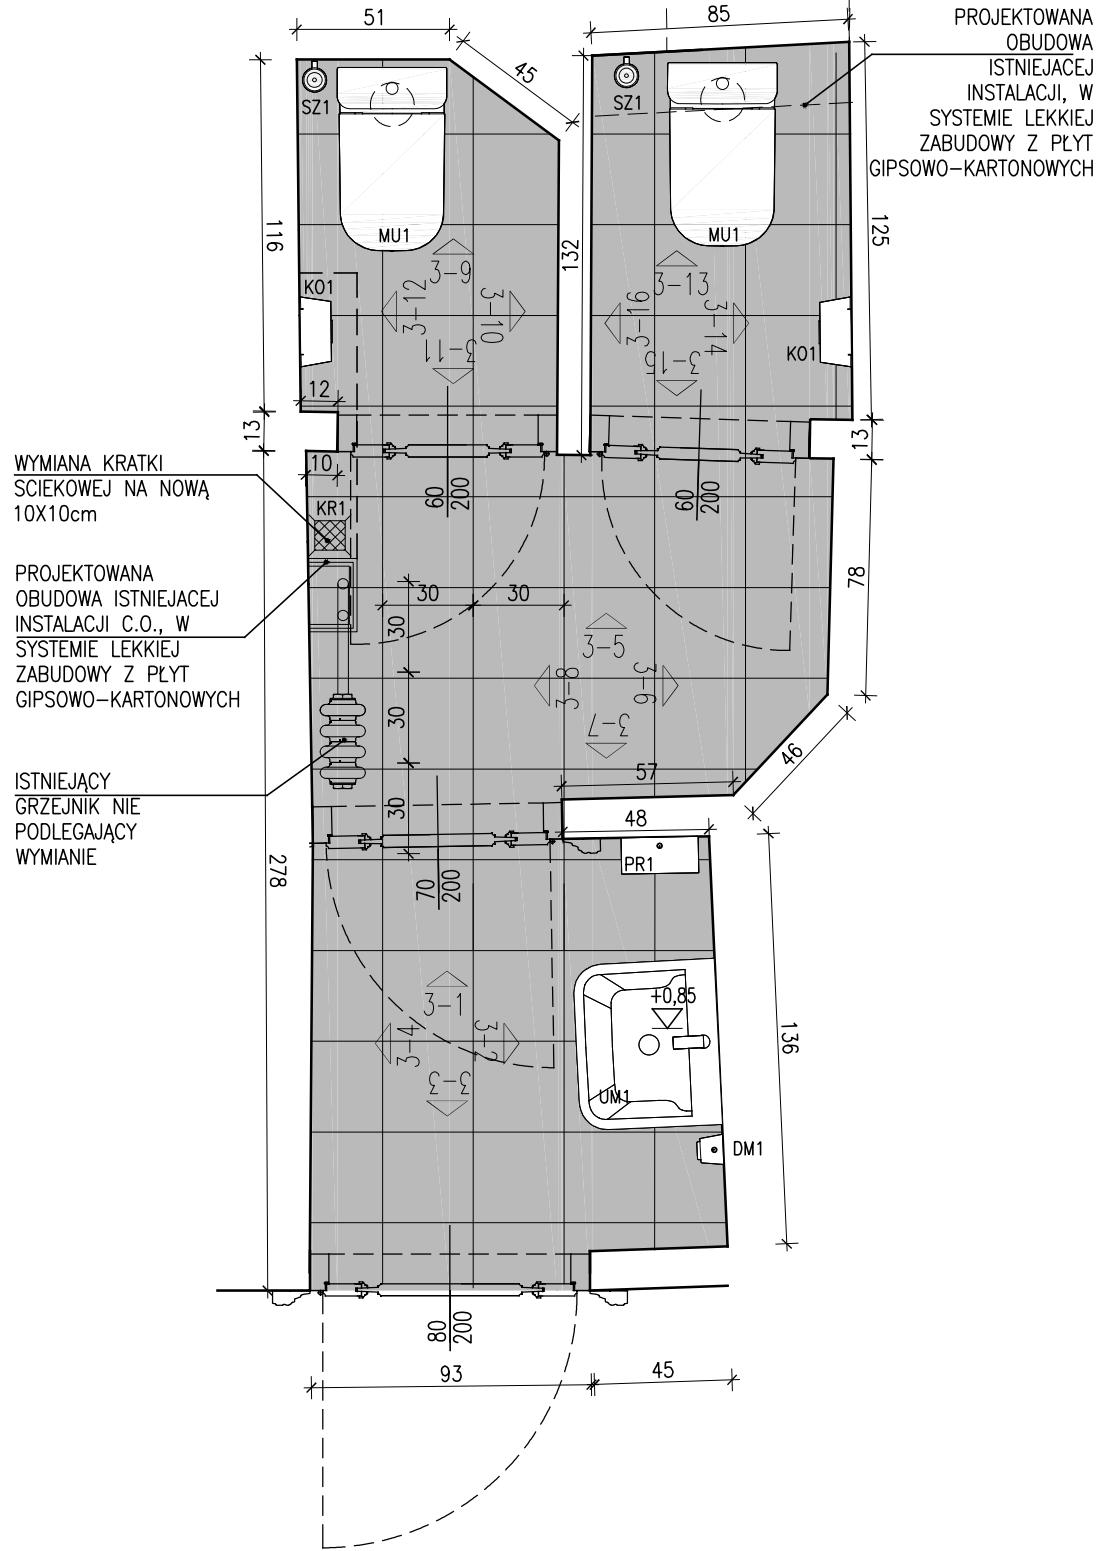 51
85
45
PROJEKTOWANA
OBUDOWA
ISTNIEJACEJ
INSTALACJI, W
SYSTEMIE LEKKIEJ
ZABUDOWY Z PŁYT
GIPSOWO-KARTONOWYCH
SZ1
SZ1
MU1
MU1
116
132
125
3-9
3-10
3-11
3-12
3-13
3-14
3-15
3-16
KO1
KO1
12
13
13
10
60
200
60
200
WYMIANA KRATKI
SCIEKOWEJ NA NOWĄ
10X10cm
KR1
PROJEKTOWANA
OBUDOWA ISTNIEJACEJ
INSTALACJI C.O., W
SYSTEMIE LEKKIEJ
ZABUDOWY Z PŁYT
GIPSOWO-KARTONOWYCH
30
30
30
30
30
78
3-5
3-6
3-7
3-8
ISTNIEJĄCY
GRZEJNIK NIE
PODLEGAJĄCY
WYMIANIE
57
46
48
PR1
278
70
200
3-1
3-2
3-3
3-4
+0,85
UM1
136
DM1
80
200
93
45